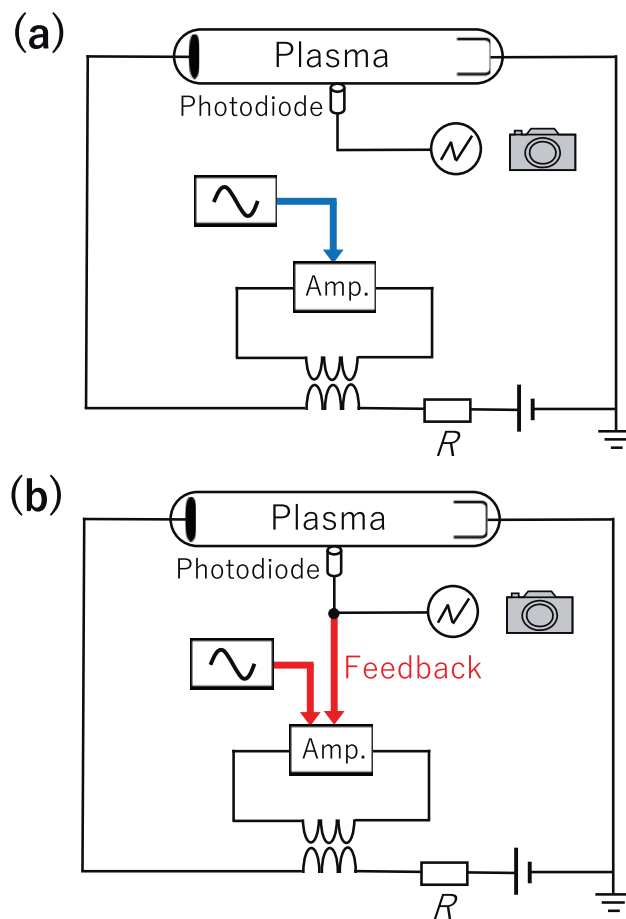 (a)
Plasma
Photodiode
Amp.
R
(b)
Plasma
Photodiode
Feedback
Amp.
R